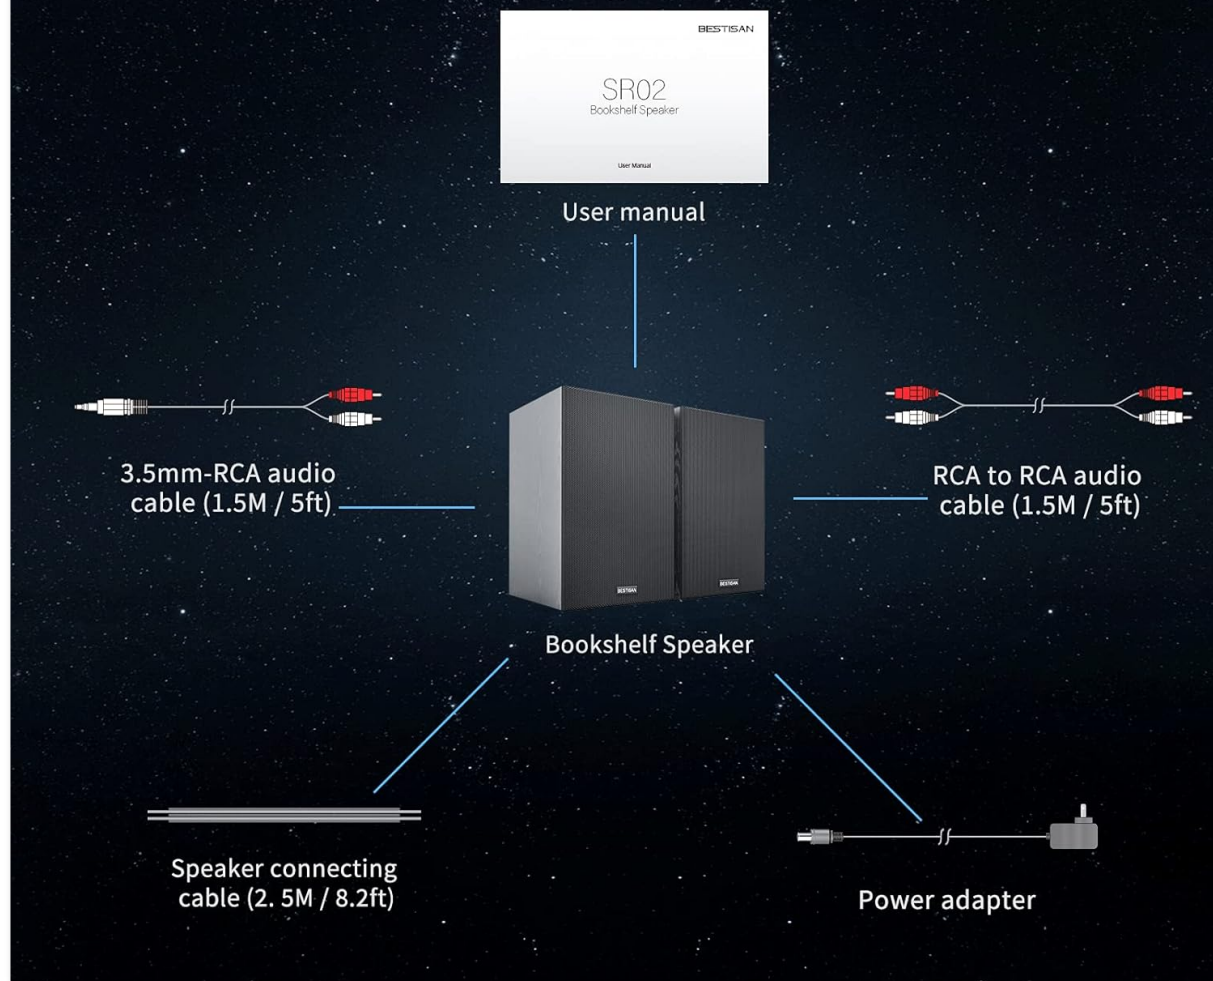 BESTISAN
SR02
Bookshelf Speaker
User Manual
User manual
3.5mm-RCA audio
cable (1.5M / 5ft)
RCA to RCA audio
cable (1.5M / 5ft)
BESTISAN
BESTISAN
Bookshelf Speaker
Speaker connecting
cable (2. 5M / 8.2ft)
Power adapter